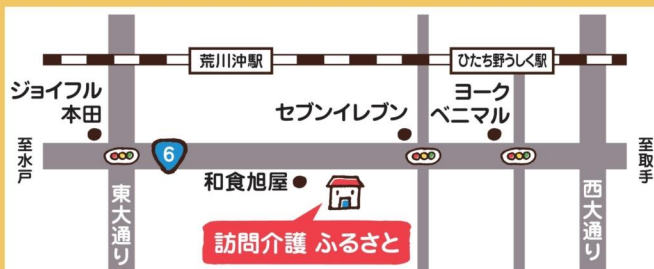 荒川沖駅
ひたち野うしく駅
ジョイフル
本田
セブンイレブン
ヨーク
ベニマル
至水戸
6
至取手
和食旭屋
東大通り
西大通り
訪問介護 ふるさと